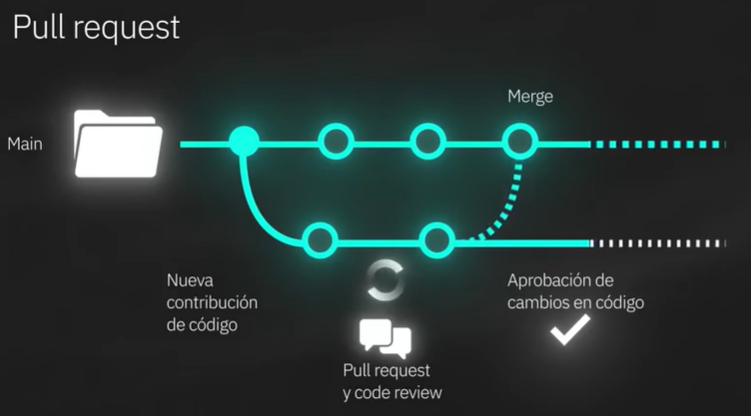 Pull request
Merge
Main
Nueva
contribución
de código
Aprobación de
cambios en código
Pull request
y code review